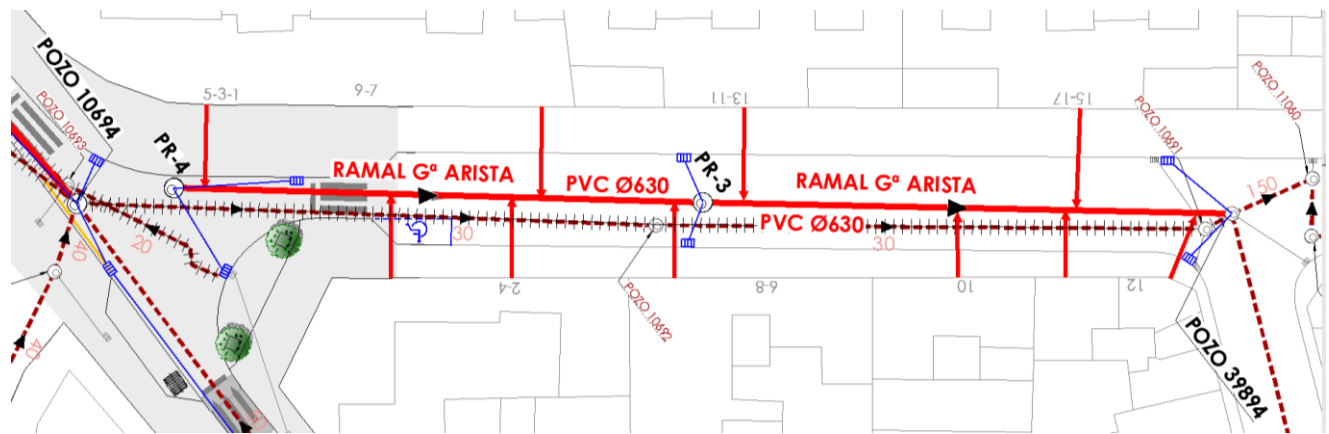 POZO 10694
POZO 10693
PR-4
5-3-1
9-7
RAMAL Gª ARISTA
PVC Ø630
PR-3
13-11
RAMAL Gª ARISTA
PVC Ø630
15-17
POZO 10691
POZO 11060
150
40
20
30
30
40
2-4
POZO 10692
6-8
10
12
POZO 39894